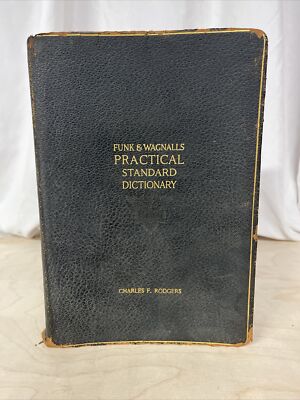 FUNK & WAGNALLS
PRACTICAL
STANDARD
DICTIONARY
CHARLES F. RODGERS